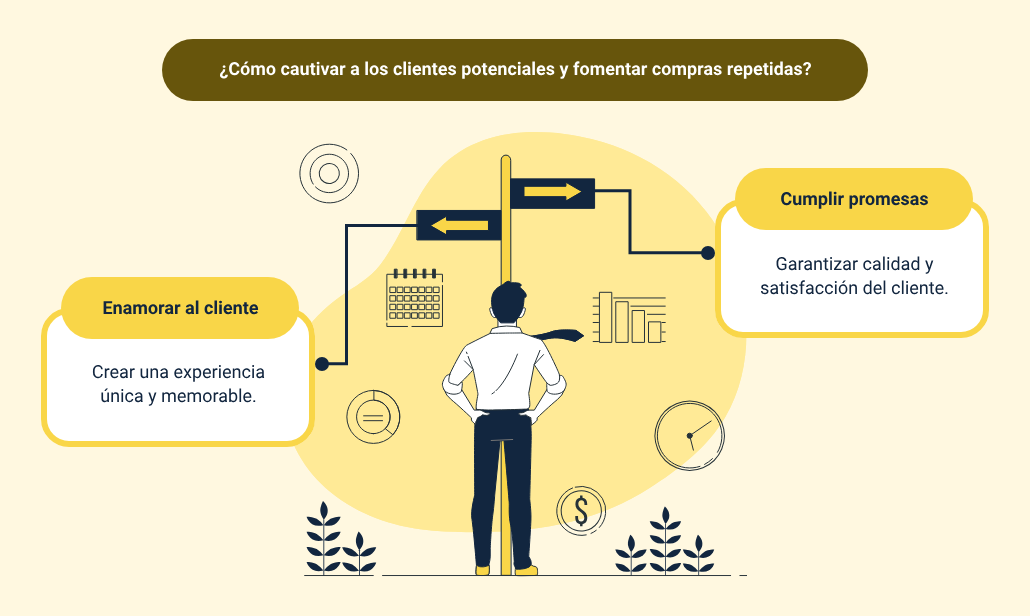 ¿Cómo cautivar a los clientes potenciales y fomentar compras repetidas?
Cumplir promesas
Garantizar calidad y
satisfacción del cliente.
Enamorar al cliente
Crear una experiencia
única y memorable.
$